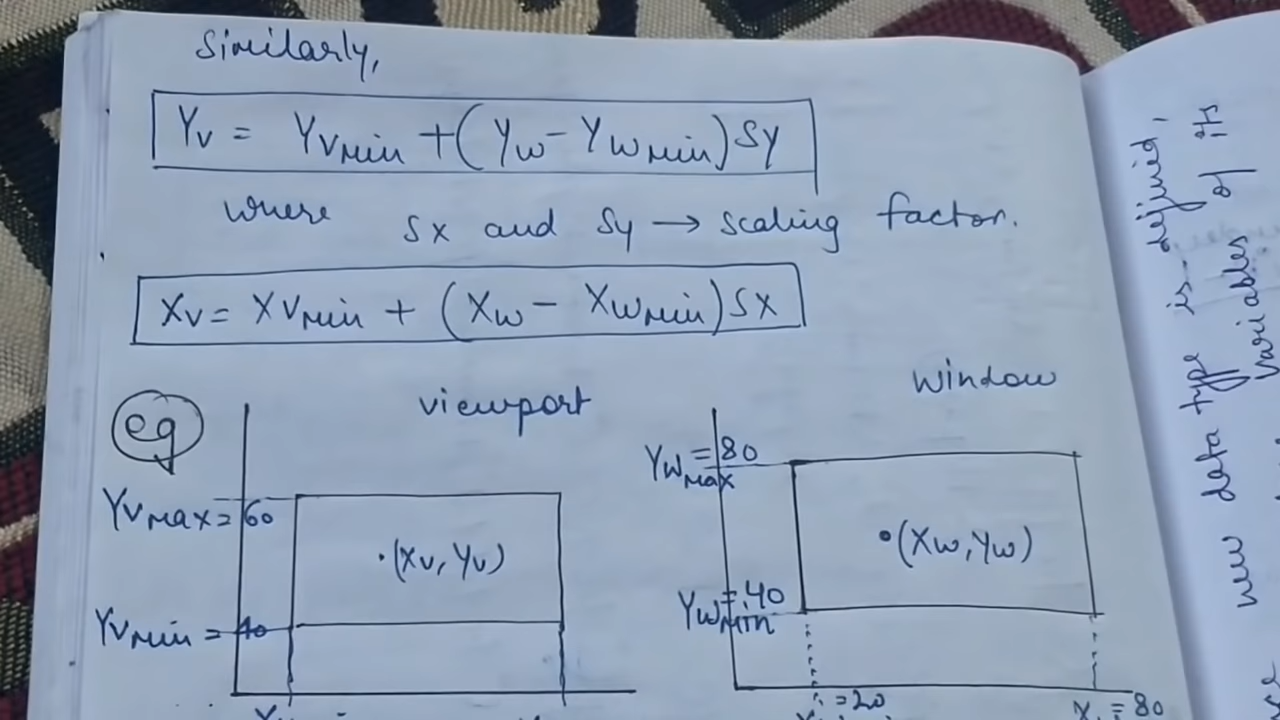 Similarly,
Yv = YvMin + (Yw - YwMin) Sy
where Sx and Sy → scaling factor.
Xv = XvMin + (Xw - XwMin) Sx
eg
viewport
window
YvMax = 60
.(Xv, Yv)
YvMin = 40
YwMax = 80
•(Xw, Yw)
YwMin = 40
= 20
= 80
new data type is defined,
variables of its